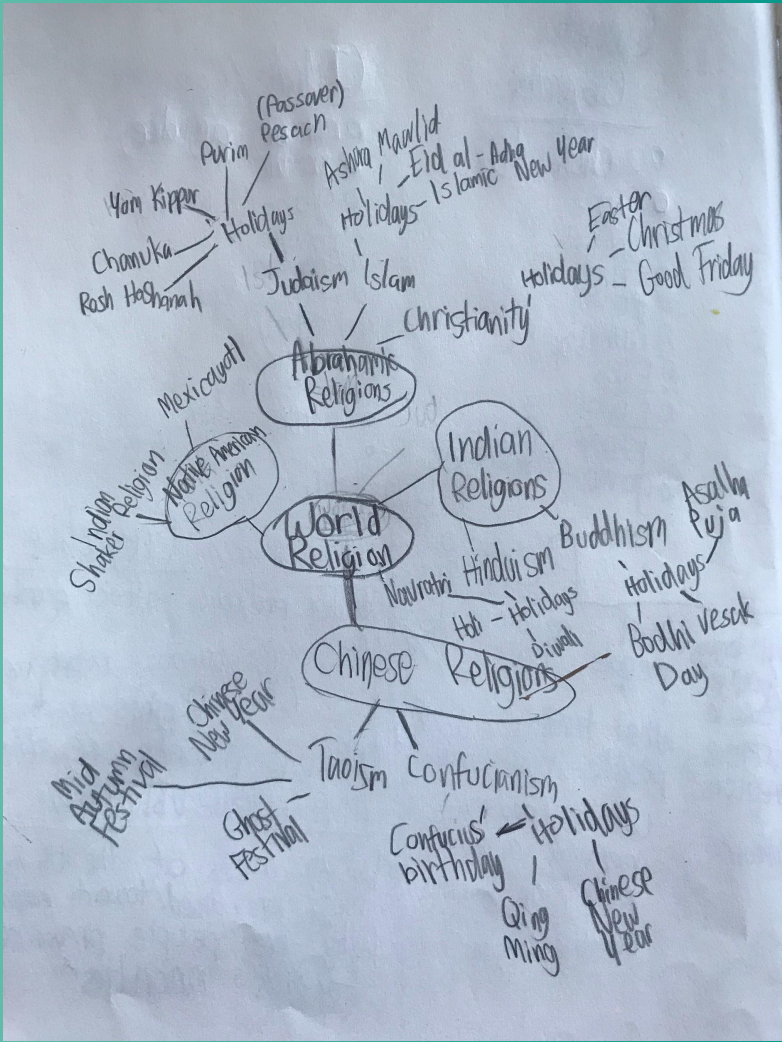 (Passover)
Pesach
Purim
Yom Kippur
Chanuka
Rosh HaShanah
Holidays
Judaism
Ashura
Mawlid
Eid al-Adha
Islamic New Year
Holidays
Islam
Easter
Christmas
Good Friday
Holidays
Christianity
Abrahamic
Religions
Mexicayotl
Native American
Religion
Indian
Shaker Religion
World
Religion
Indian
Religions
Hinduism
Navratri
Holi - Holidays
Diwali
Buddhism
Holidays
Asalha
Puja
Bodhi
Day
Vesak
Chinese Religions
Taoism
Chinese
New Year
Mid
Autumn
Festival
Ghost
Festival
Confucianism
Holidays
Confucius'
birthday
Qing
Ming
Chinese
New
Year